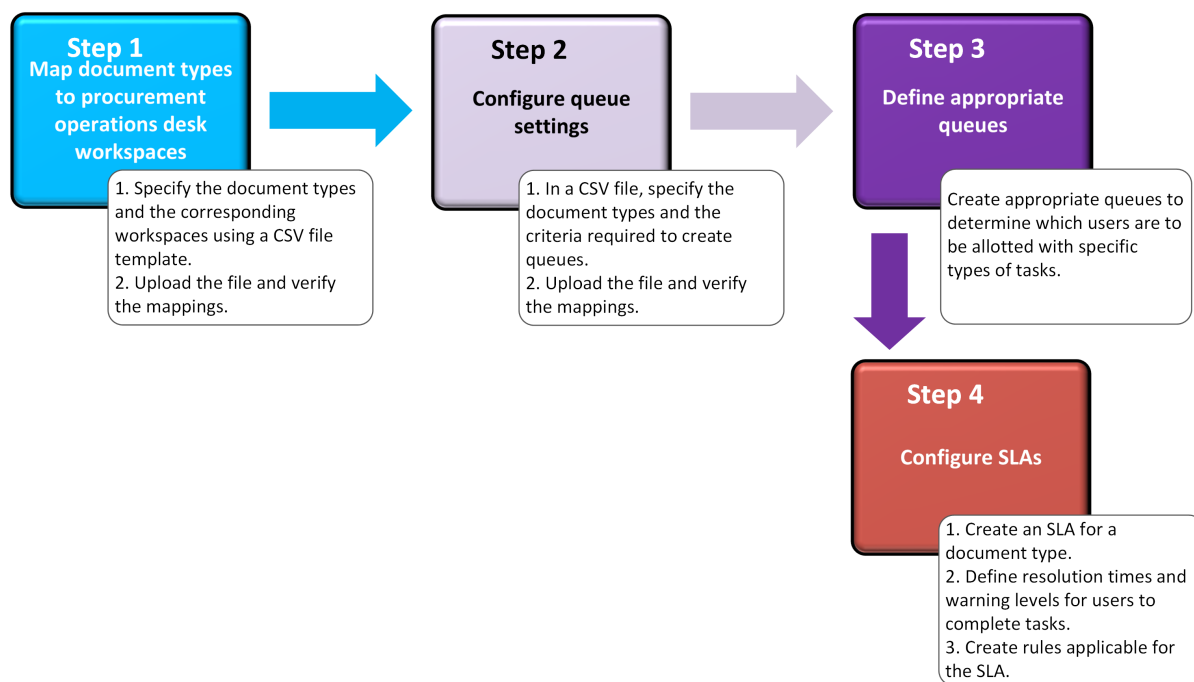 Step 1
Map document types
to procurement
operations desk
workspaces
1. Specify the document types
and the corresponding
workspaces using a CSV file
template.
2. Upload the file and verify
the mappings.
Step 2
Configure queue
settings
1. In a CSV file, specify the
document types and the
criteria required to create
queues.
2. Upload the file and verify
the mappings.
Step 3
Define appropriate
queues
Create appropriate queues to
determine which users are to
be allotted with specific
types of tasks.
Step 4
Configure SLAs
1. Create an SLA for a
document type.
2. Define resolution times and
warning levels for users to
complete tasks.
3. Create rules applicable for
the SLA.